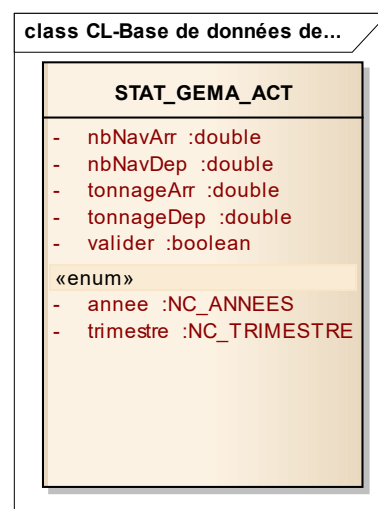 class CL-Base de données de...
STAT_GEMA_ACT
- nbNavArr :double
- nbNavDep :double
- tonnageArr :double
- tonnageDep :double
- valider :boolean
«enum»
- annee :NC_ANNEES
- trimestre :NC_TRIMESTRE